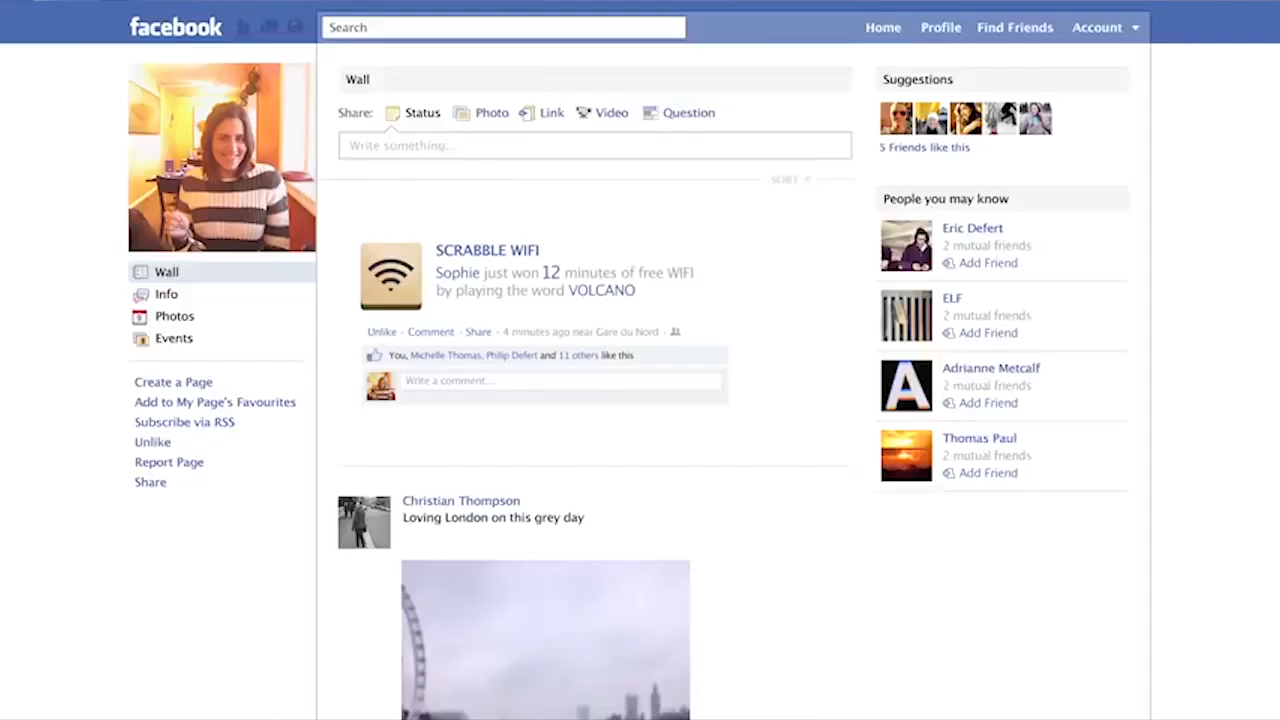 facebook
Search
Home Profile Find Friends Account
Wall
Share: Status Photo Link Video Question
Write something...
SORT
SCRABBLE WIFI
Sophie just won 12 minutes of free WIFI
by playing the word VOLCANO
Unlike · Comment · Share · 4 minutes ago near Gare du Nord ·
You, Michelle Thomas, Philip Defert and 11 others like this
Write a comment...
Christian Thompson
Loving London on this grey day
Wall
Info
Photos
Events
Create a Page
Add to My Page's Favourites
Subscribe via RSS
Unlike
Report Page
Share
Suggestions
5 Friends like this
People you may know
Eric Defert
2 mutual friends
Add Friend
ELF
2 mutual friends
Add Friend
A
Adrianne Metcalf
2 mutual friends
Add Friend
Thomas Paul
2 mutual friends
Add Friend